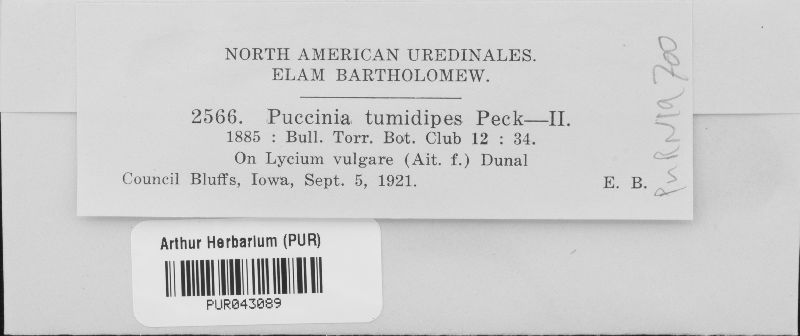 NORTH AMERICAN UREDINALES.
ELAM BARTHOLOMEW.
2566. Puccinia tumidipes Peck—II.
1885 : Bull. Torr. Bot. Club 12 : 34.
On Lycium vulgare (Ait. f.) Dunal
Council Bluffs, Iowa, Sept. 5, 1921. E. B.
PURN1a700
Arthur Herbarium (PUR)
PUR043089